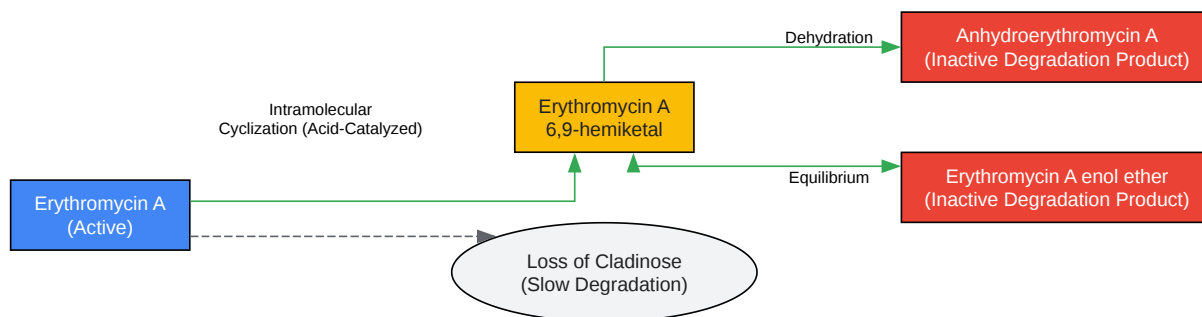 Dehydration
Anhydroerythromycin A
(Inactive Degradation Product)
Intramolecular
Cyclization (Acid-Catalyzed)
Erythromycin A
6,9-hemiketal
Equilibrium
Erythromycin A enol ether
(Inactive Degradation Product)
Erythromycin A
(Active)
Loss of Cladinose
(Slow Degradation)